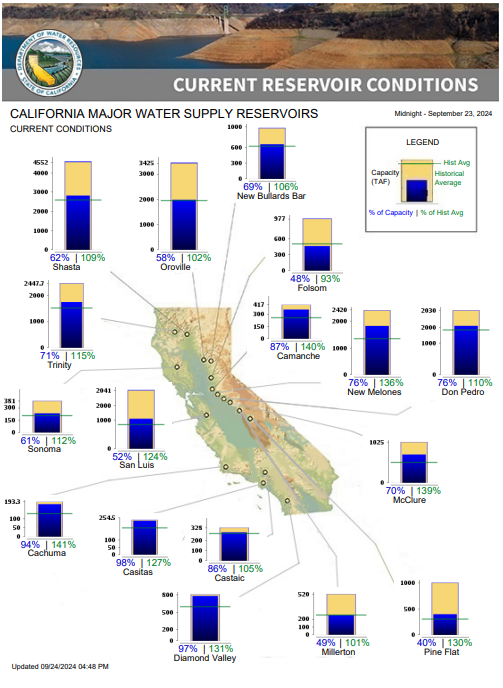 DEPARTMENT OF WATER RESOURCES
STATE OF CALIFORNIA
CURRENT RESERVOIR CONDITIONS
CALIFORNIA MAJOR WATER SUPPLY RESERVOIRS
Midnight - September 23, 2024
CURRENT CONDITIONS
LEGEND
Capacity
(TAF)
Hist Avg
Historical
Average
% of Capacity | % of Hist Avg
4552
4000
3000
2000
1000
0
62% | 109%
Shasta
3425
3000
2000
1000
0
58% | 102%
Oroville
1000
600
300
0
69% | 106%
New Bullards Bar
977
600
300
0
48% | 93%
Folsom
2447.7
2000
1000
0
71% | 115%
Trinity
417
300
150
0
87% | 140%
Camanche
2420
2000
1000
0
76% | 136%
New Melones
2030
1000
0
76% | 110%
Don Pedro
381
200
100
0
61% | 112%
Sonoma
2041
1000
0
52% | 124%
San Luis
1025
500
0
70% | 139%
McClure
193.3
100
50
0
94% | 141%
Cachuma
254.5
100
50
0
98% | 127%
Casitas
325
200
100
0
86% | 105%
Castaic
800
600
400
200
0
97% | 131%
Diamond Valley
520
200
100
0
49% | 101%
Millerton
1000
600
300
0
40% | 130%
Pine Flat
Updated 09/24/2024 04:48 PM